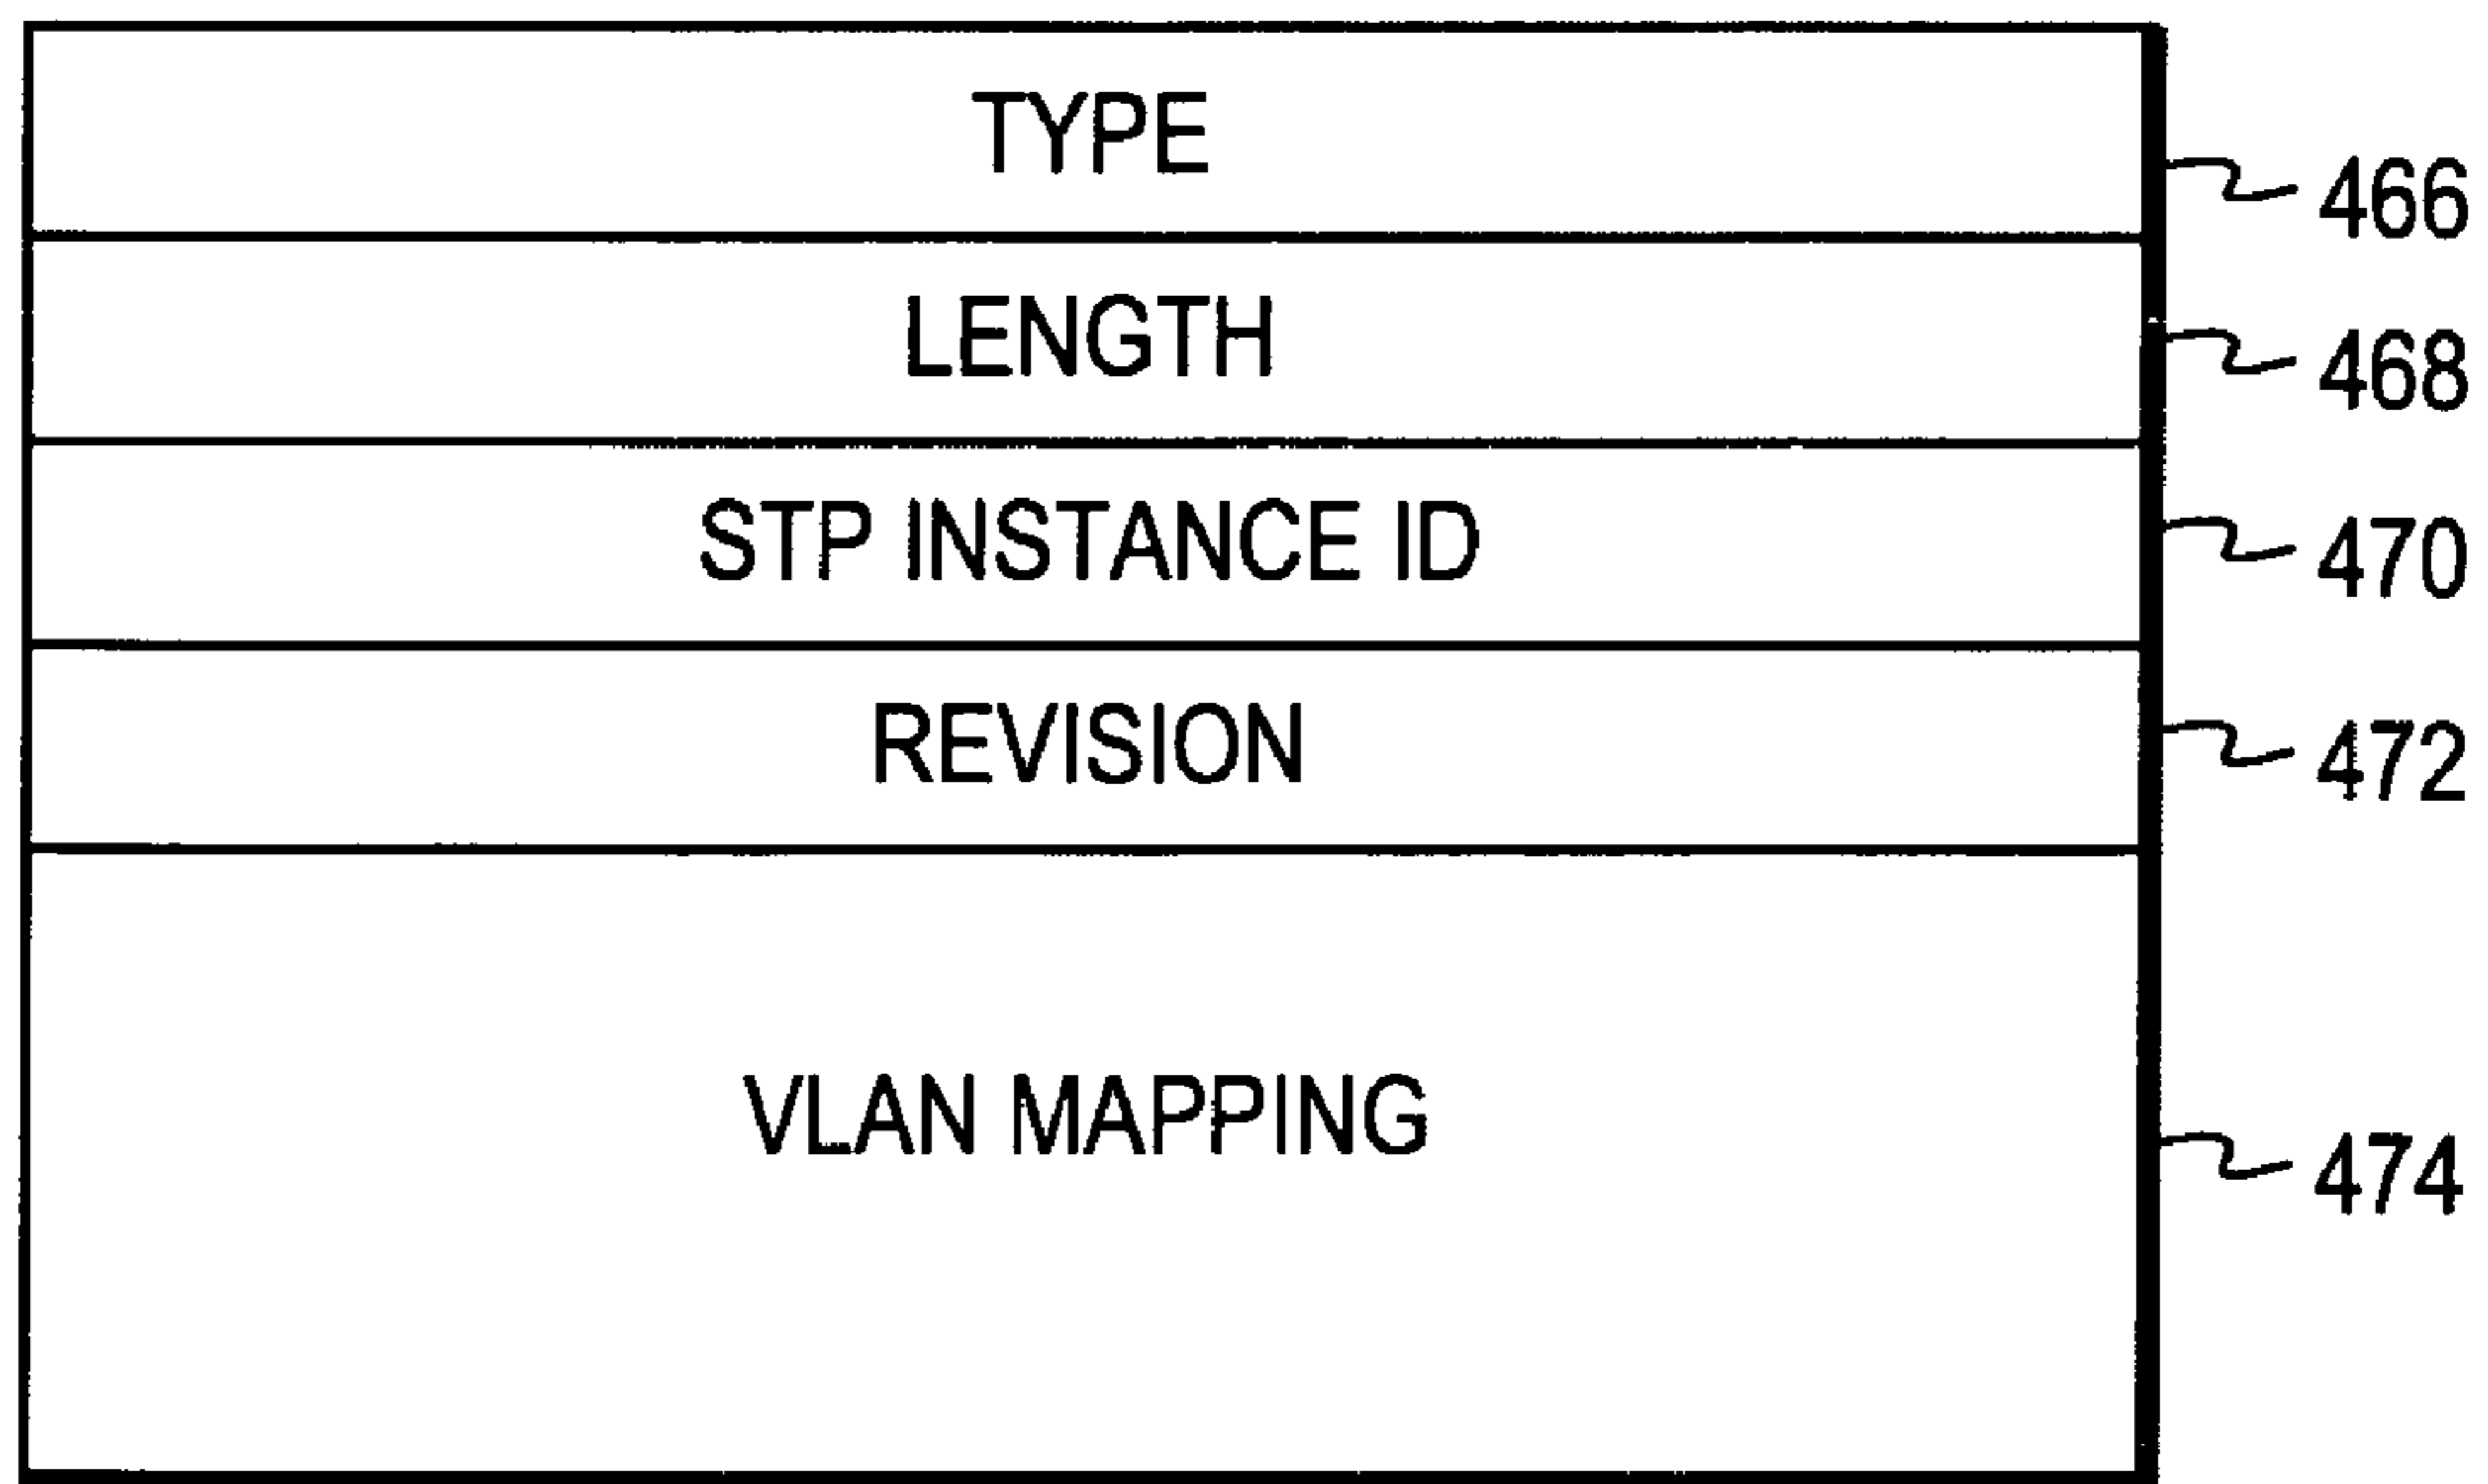 TYPE
466
LENGTH
468
STP INSTANCE ID
470
REVISION
472
VLAN MAPPING
474